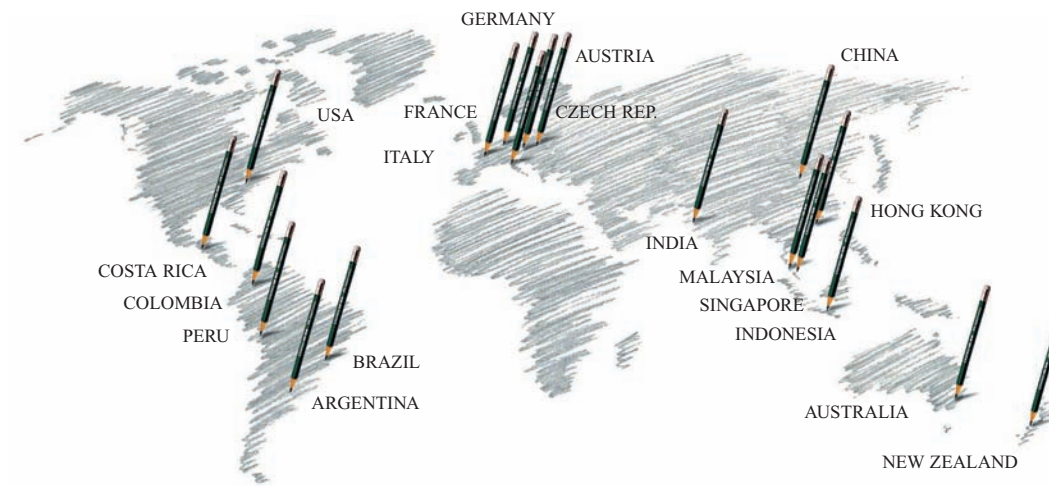 GERMANY
AUSTRIA
CHINA
USA
FRANCE
CZECH REP.
ITALY
HONG KONG
INDIA
COSTA RICA
MALAYSIA
COLOMBIA
SINGAPORE
PERU
INDONESIA
BRAZIL
ARGENTINA
AUSTRALIA
NEW ZEALAND